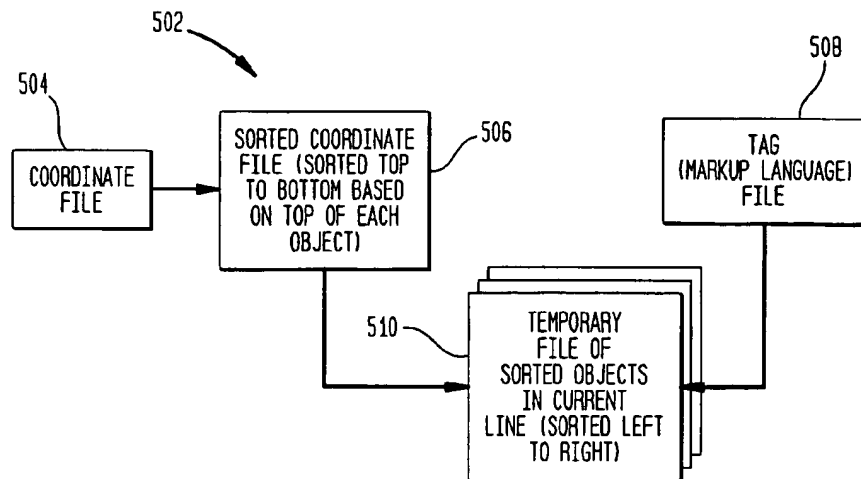 502
504
COORDINATE
FILE
SORTED COORDINATE
FILE (SORTED TOP
TO BOTTOM BASED
ON TOP OF EACH
OBJECT)
506
508
TAG
(MARKUP LANGUAGE)
FILE
510
TEMPORARY
FILE OF
SORTED OBJECTS
IN CURRENT
LINE (SORTED LEFT
TO RIGHT)